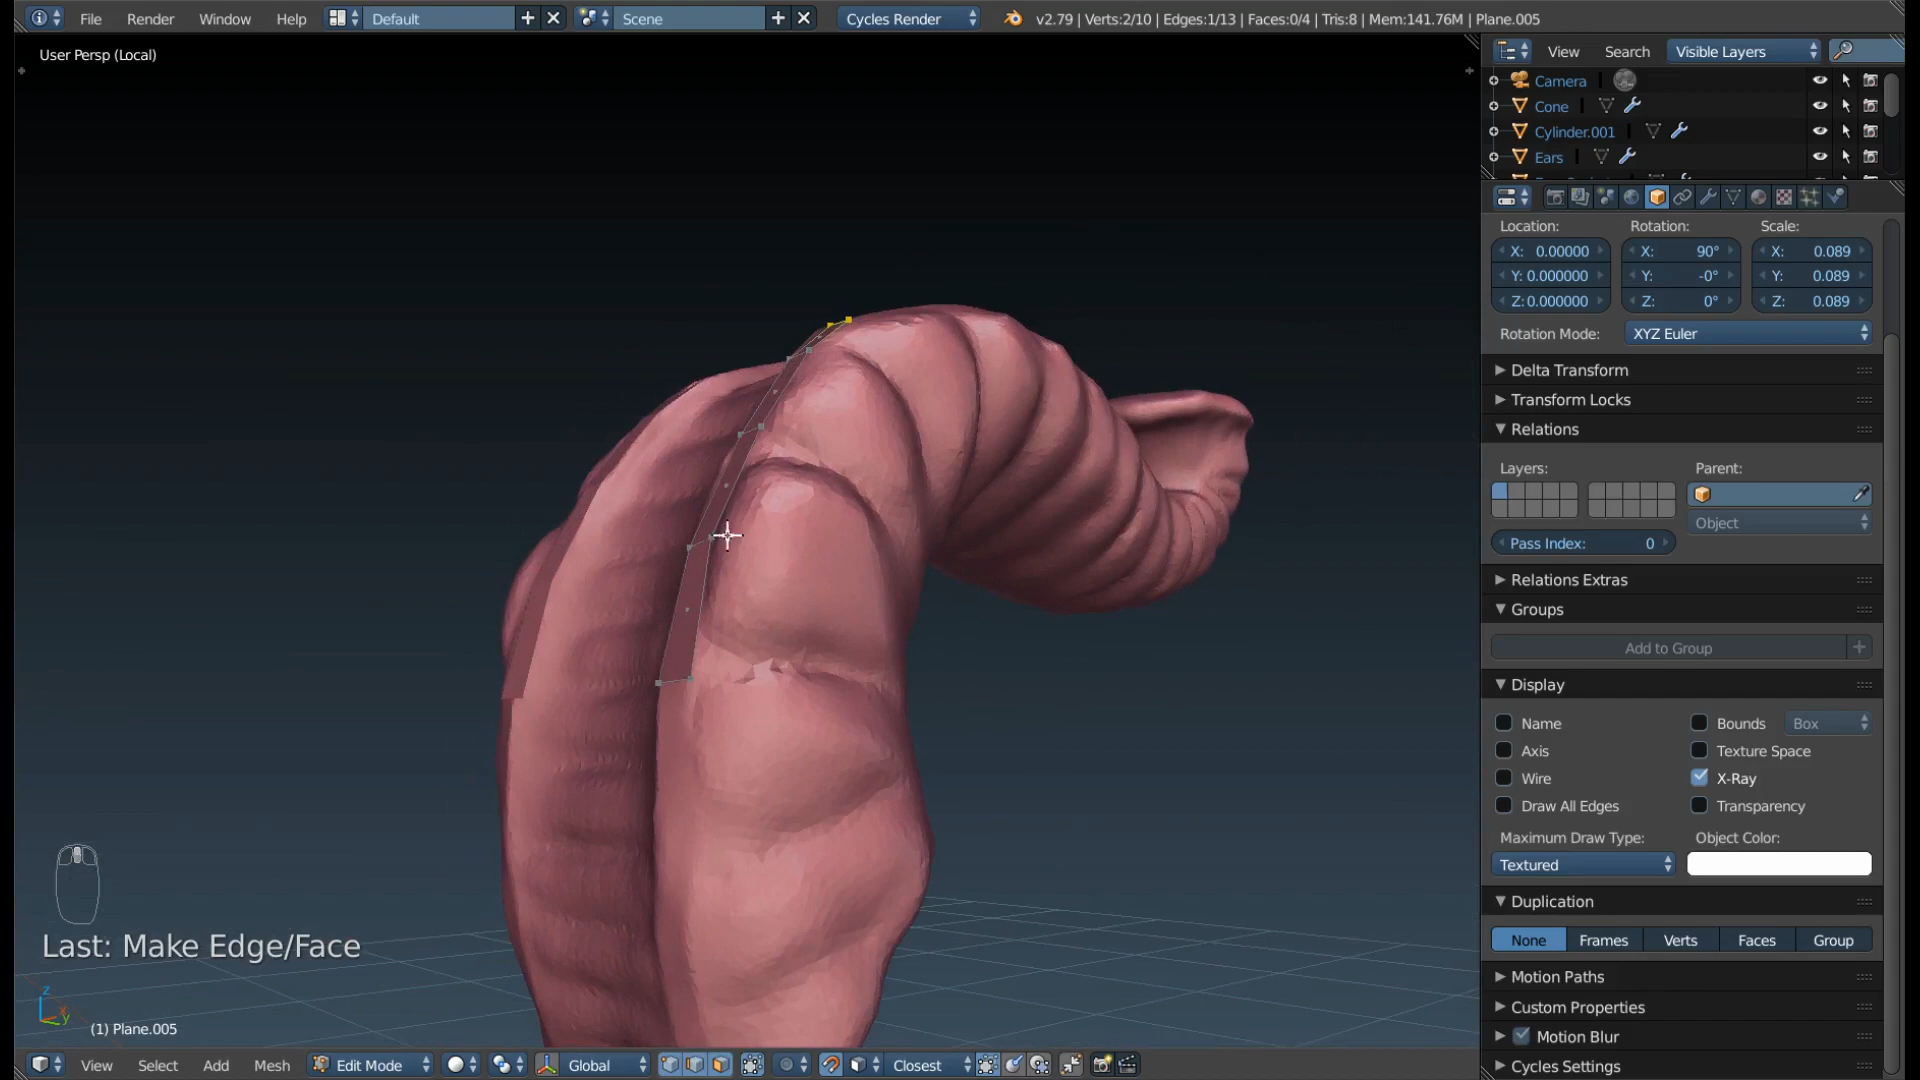 File Render Window Help Default Scene Cycles Render v2.79 | Verts:2/10 | Edges:1/13 | Faces:0/4 | Tris:8 | Mem:141.76M | Plane.005
User Persp (Local)
View Search Visible Layers
Camera
Cone
Cylinder.001
Ears
Location: Rotation: Scale:
X: 0.00000 X: 90° X: 0.089
Y: 0.000000 Y: -0° Y: 0.089
Z: 0.000000 Z: 0° Z: 0.089
Rotation Mode: XYZ Euler
Delta Transform
Transform Locks
Relations
Layers: Parent:
Object
Pass Index: 0
Relations Extras
Groups
Add to Group
Display
Name Bounds Box
Axis Texture Space
Wire X-Ray
Draw All Edges Transparency
Maximum Draw Type: Object Color:
Textured
Duplication
None Frames Verts Faces Group
Motion Paths
Custom Properties
Motion Blur
Cycles Settings
Last: Make Edge/Face
z
y
(1) Plane.005
View Select Add Mesh Edit Mode Global Closest